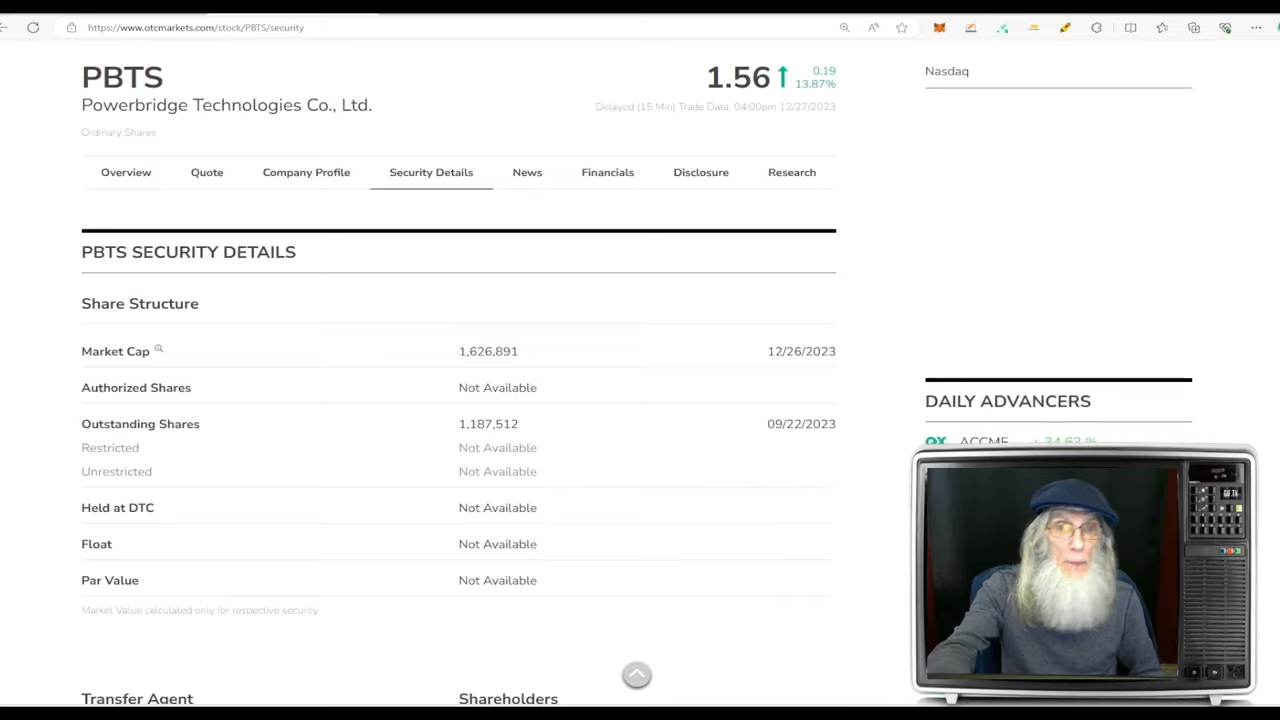 https://www.otcmarkets.com/stock/PBTS/security
PBTS
Powerbridge Technologies Co., Ltd.
Ordinary Shares
1.56
0.19
13.87%
Delayed (15 Min) Trade Data: 04:00pm 12/27/2023
Nasdaq
Overview Quote Company Profile Security Details News Financials Disclosure Research
PBTS SECURITY DETAILS
Share Structure
Market Cap 1,626,891 12/26/2023
Authorized Shares Not Available
Outstanding Shares 1,187,512 09/22/2023
Restricted Not Available
Unrestricted Not Available
Held at DTC Not Available
Float Not Available
Par Value Not Available
Market Value calculated only for respective security
Transfer Agent Shareholders
DAILY ADVANCERS
QX ACCMF + 34.63 %